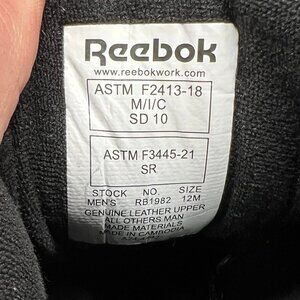 Reebok
www.reebokwork.com
ASTM F2413-18
M/I/C
SD 10
ASTM F3445-21
SR
STOCK NO. SIZE
MEN'S RB1982 12M
GENUINE LEATHER UPPER
ALL OTHERS MAN
MADE MATERIALS
MADE IN CAMBODIA